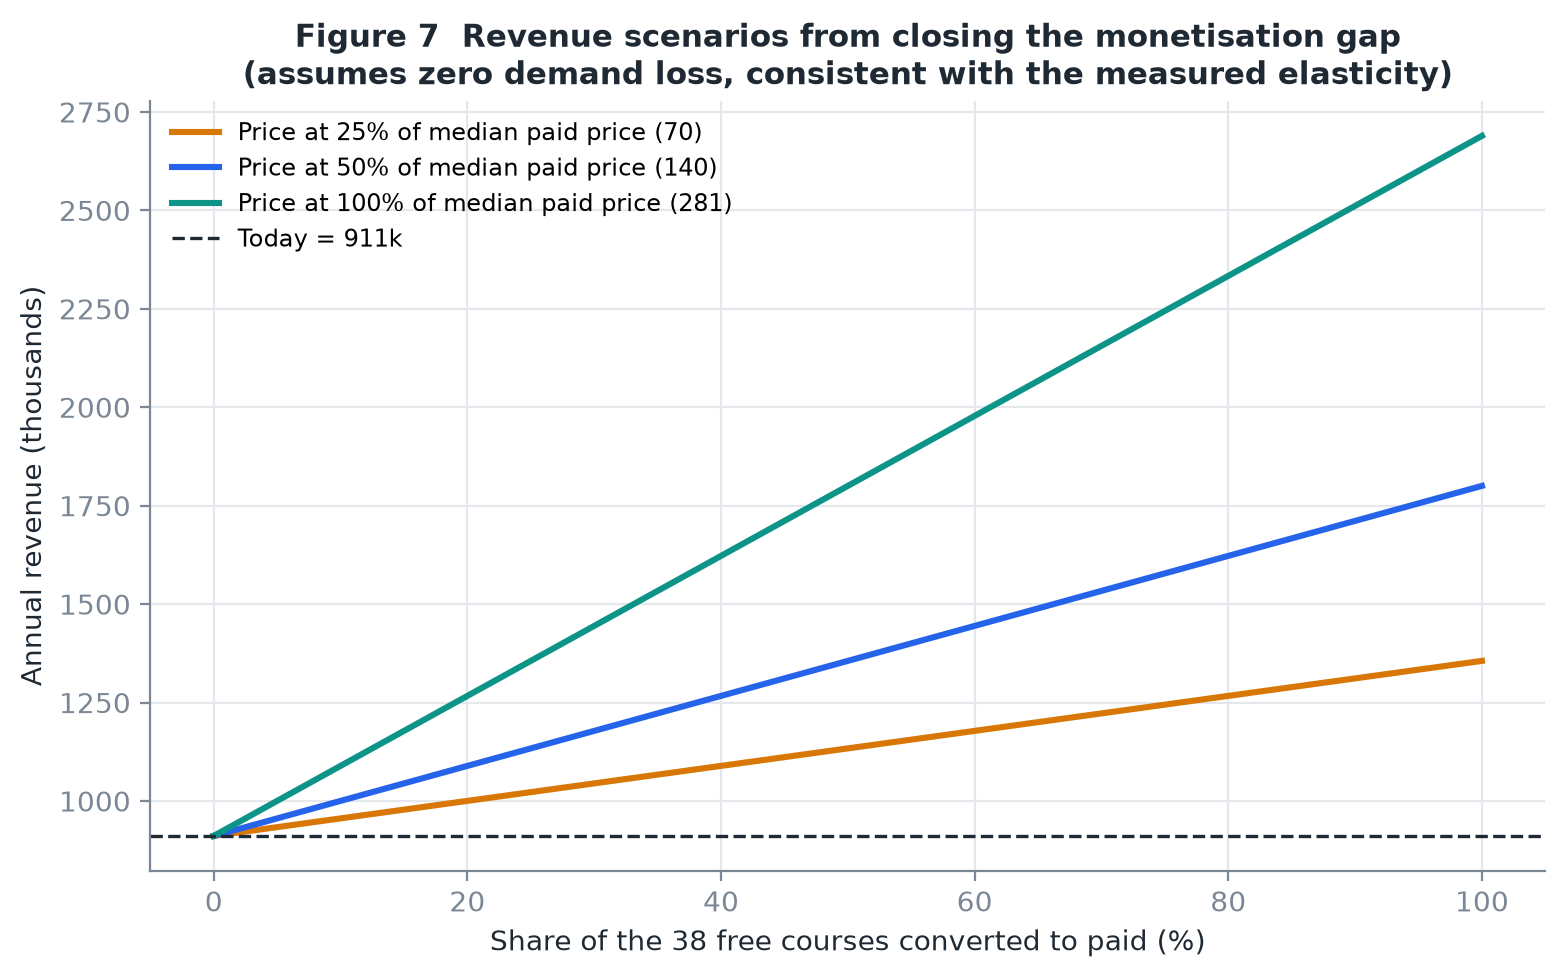 Figure 7  Revenue scenarios from closing the monetisation gap
(assumes zero demand loss, consistent with the measured elasticity)
Annual revenue (thousands)
2750
2500
2250
2000
1750
1500
1250
1000
Price at 25% of median paid price (70)
Price at 50% of median paid price (140)
Price at 100% of median paid price (281)
Today = 911k
0 20 40 60 80 100
Share of the 38 free courses converted to paid (%)